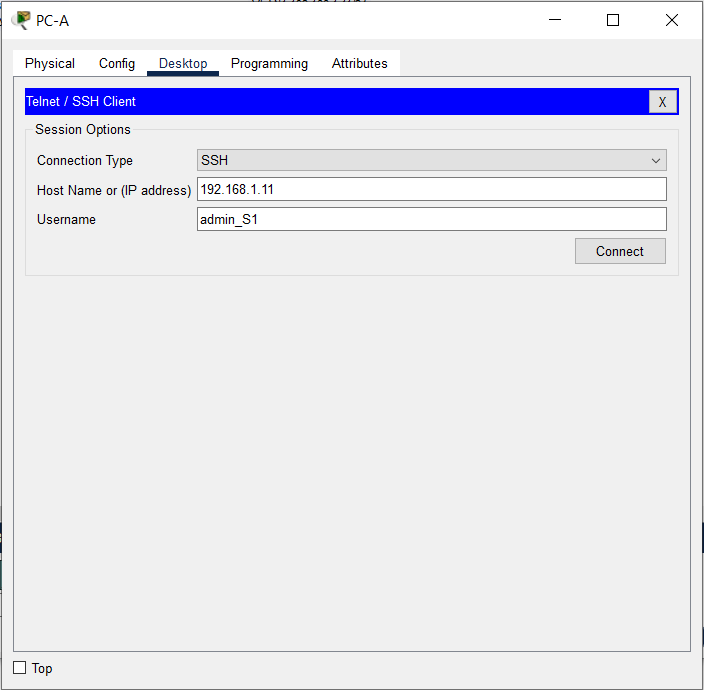 PC-A
Physical Config Desktop Programming Attributes
Telnet / SSH Client X
Session Options
Connection Type SSH
Host Name or (IP address) 192.168.1.11
Username admin_S1
Connect
Top